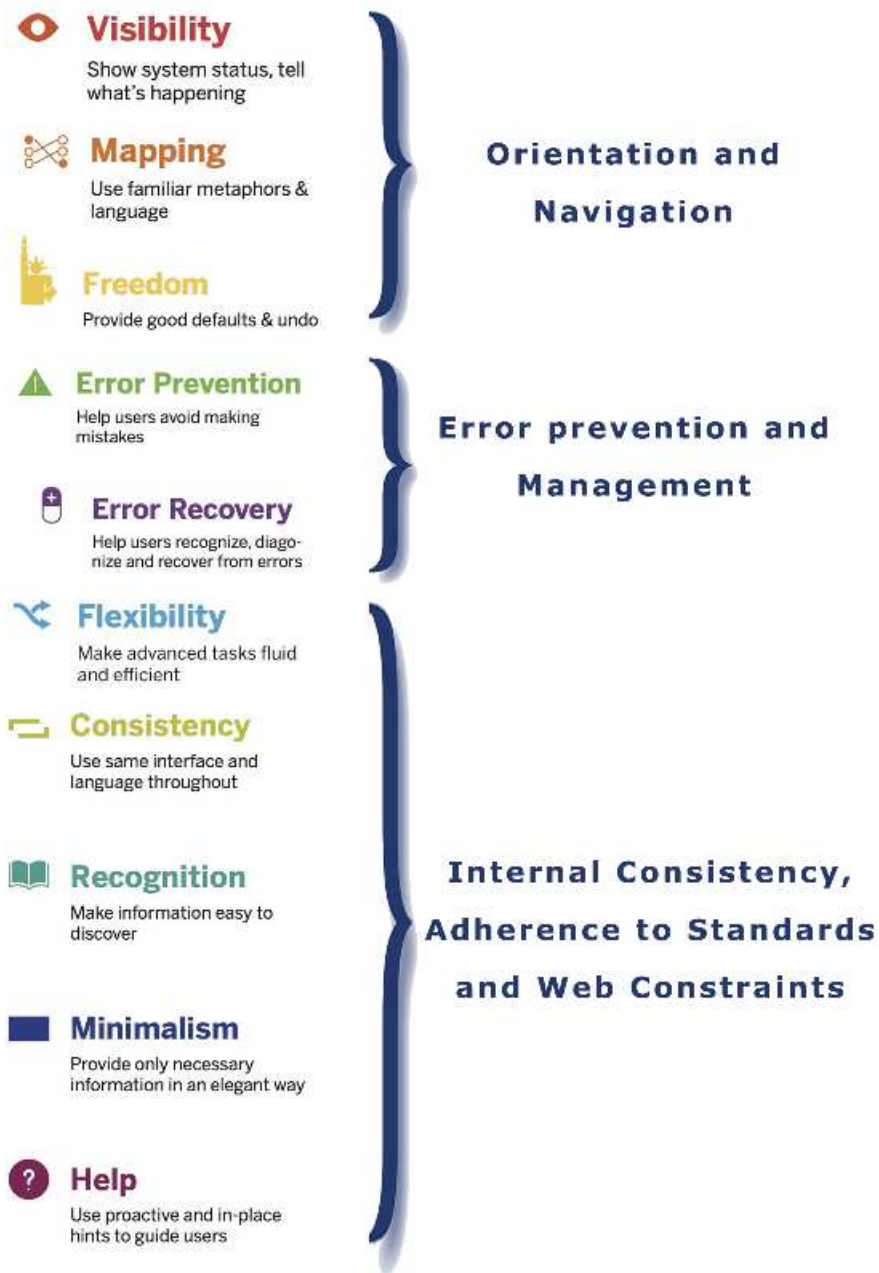 Visibility
Show system status, tell
what's happening
Mapping
Use familiar metaphors &
language
Freedom
Provide good defaults & undo
Orientation and
Navigation
Error Prevention
Help users avoid making
mistakes
Error Recovery
Help users recognize, diago-
nize and recover from errors
Error prevention and
Management
Flexibility
Make advanced tasks fluid
and efficient
Consistency
Use same interface and
language throughout
Recognition
Make information easy to
discover
Minimalism
Provide only necessary
information in an elegant way
?
Help
Use proactive and in-place
hints to guide users
Internal Consistency,
Adherence to Standards
and Web Constraints